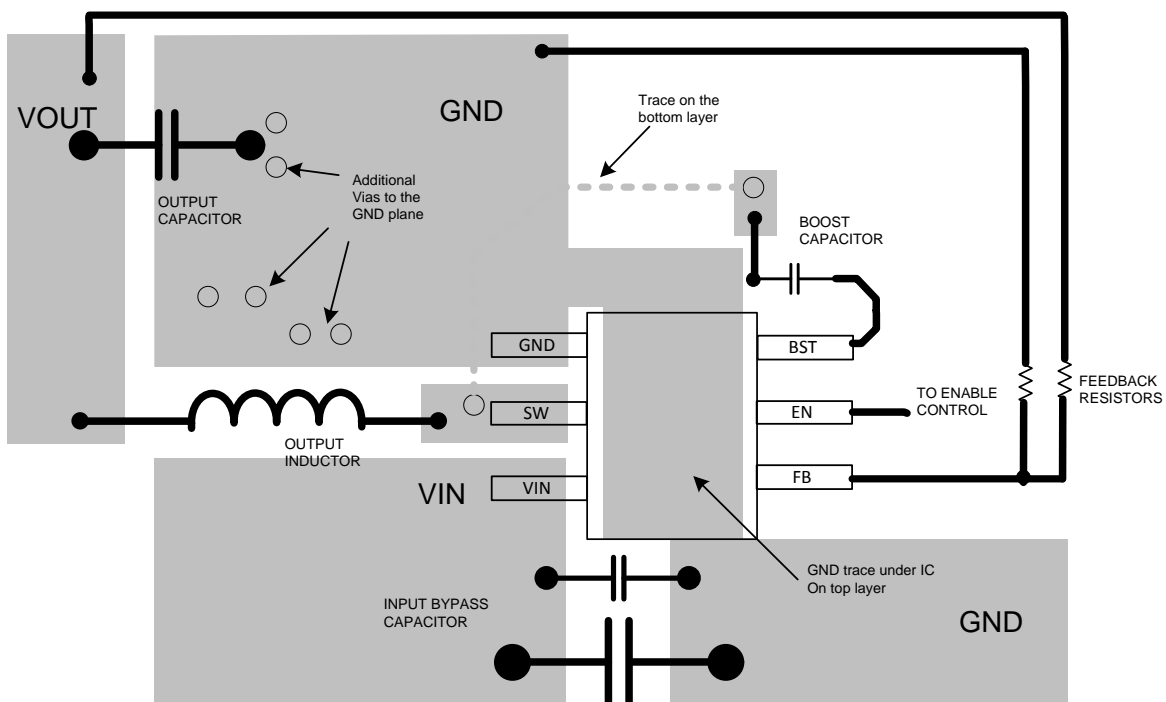 VOUT
GND
Trace on the
bottom layer
OUTPUT
CAPACITOR
Additional
Vias to the
GND plane
BOOST
CAPACITOR
GND
BST
SW
EN
TO ENABLE
CONTROL
FEEDBACK
RESISTORS
OUTPUT
INDUCTOR
VIN
VIN
FB
GND trace under IC
On top layer
INPUT BYPASS
CAPACITOR
GND